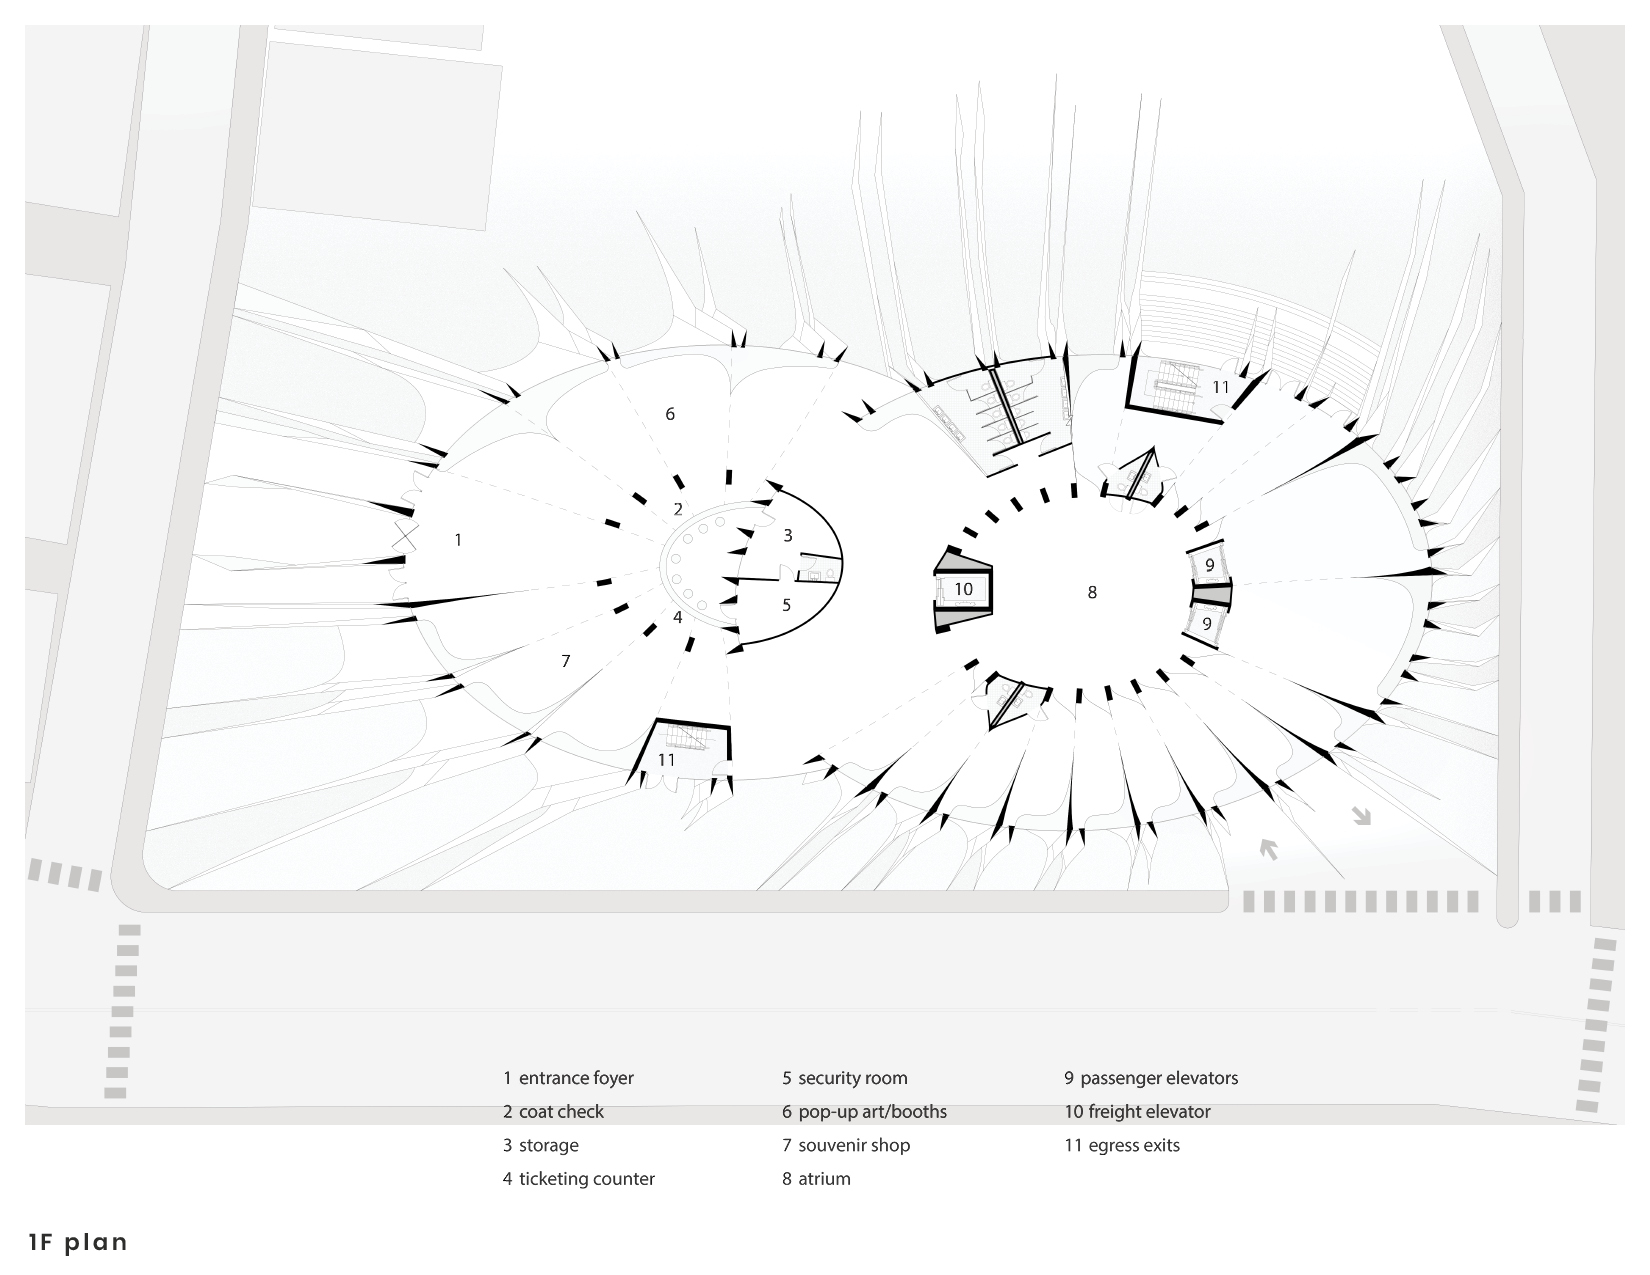 11
6
2
1
3
9
10
8
5
4
9
7
11
1 entrance foyer
2 coat check
3 storage
4 ticketing counter
5 security room
6 pop-up art/booths
7 souvenir shop
8 atrium
9 passenger elevators
10 freight elevator
11 egress exits
1F plan